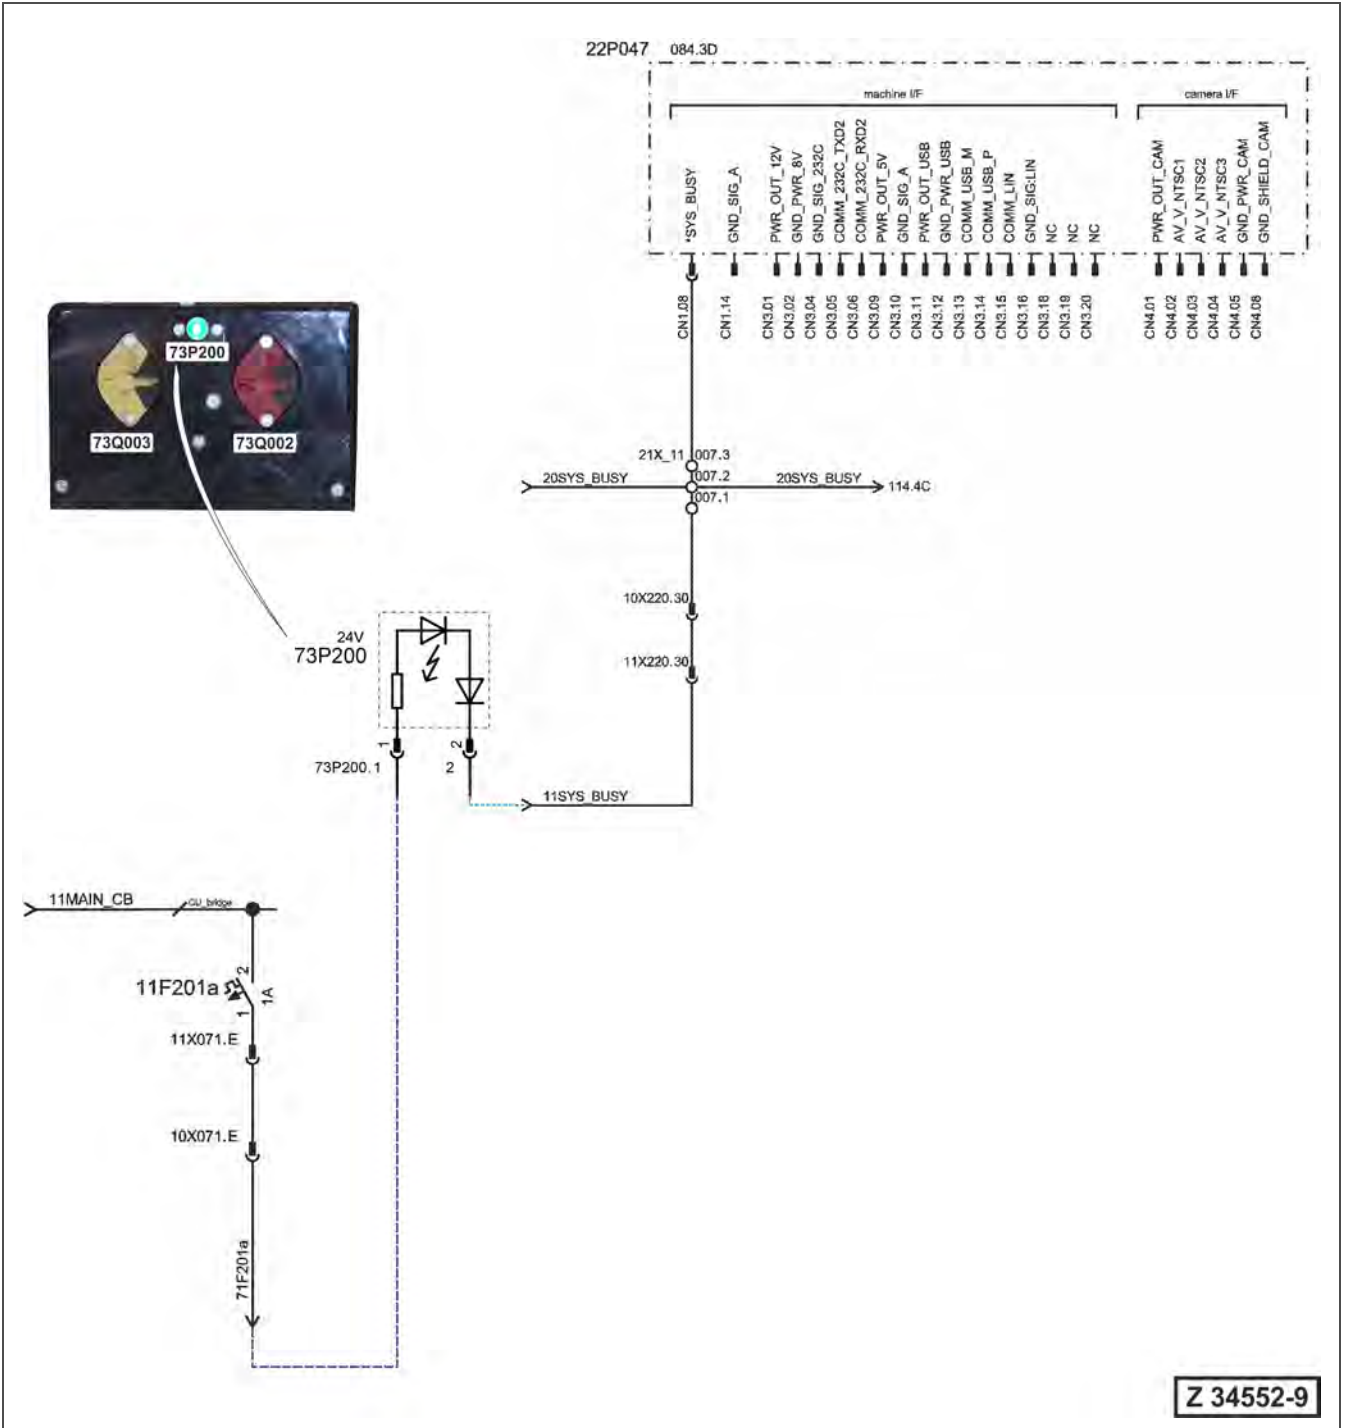 22P047 084.3D
machine I/F
camera I/F
*SYS_BUSY
GND_SIG_A
PWR_OUT_12V
GND_PWR_8V
GND_SIG_232C
COMM_232C_TXD2
COMM_232C_RXD2
PWR_OUT_5V
GND_SIG_A
PWR_OUT_USB
GND_PWR_USB
COMM_USB_M
COMM_USB_P
COMM_LIN
GND_SIG:LIN
NC
NC
NC
PWR_OUT_CAM
AV_V_NTSC1
AV_V_NTSC2
AV_V_NTSC3
GND_PWR_CAM
GND_SHIELD_CAM
CN1.08
CN1.14
CN3.01
CN3.02
CN3.04
CN3.05
CN3.06
CN3.09
CN3.10
CN3.11
CN3.12
CN3.13
CN3.14
CN3.15
CN3.16
CN3.18
CN3.19
CN3.20
CN4.01
CN4.02
CN4.03
CN4.04
CN4.05
CN4.08
73P200
73Q003
73Q002
21X_11 007.3
20SYS_BUSY 007.2 20SYS_BUSY 114.4C
007.1
10X220.30
24V
73P200
11X220.30
1 2
73P200.1 2
11SYS_BUSY
11MAIN_CB CU_bridge
2
11F201a 1A
1
11X071.E
10X071.E
71F201a
Z 34552-9